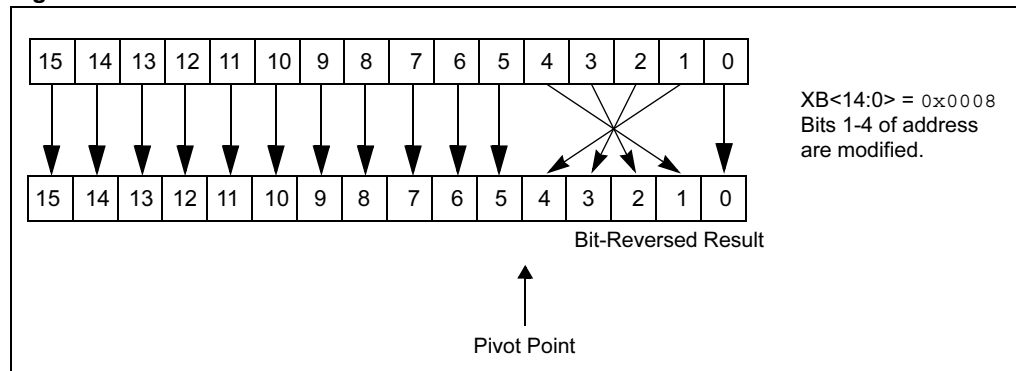 15 14 13 12 11 10 9 8 7 6 5 4 3 2 1 0
XB<14:0> = 0x0008
Bits 1-4 of address
are modified.
15 14 13 12 11 10 9 8 7 6 5 4 3 2 1 0
Bit-Reversed Result
Pivot Point